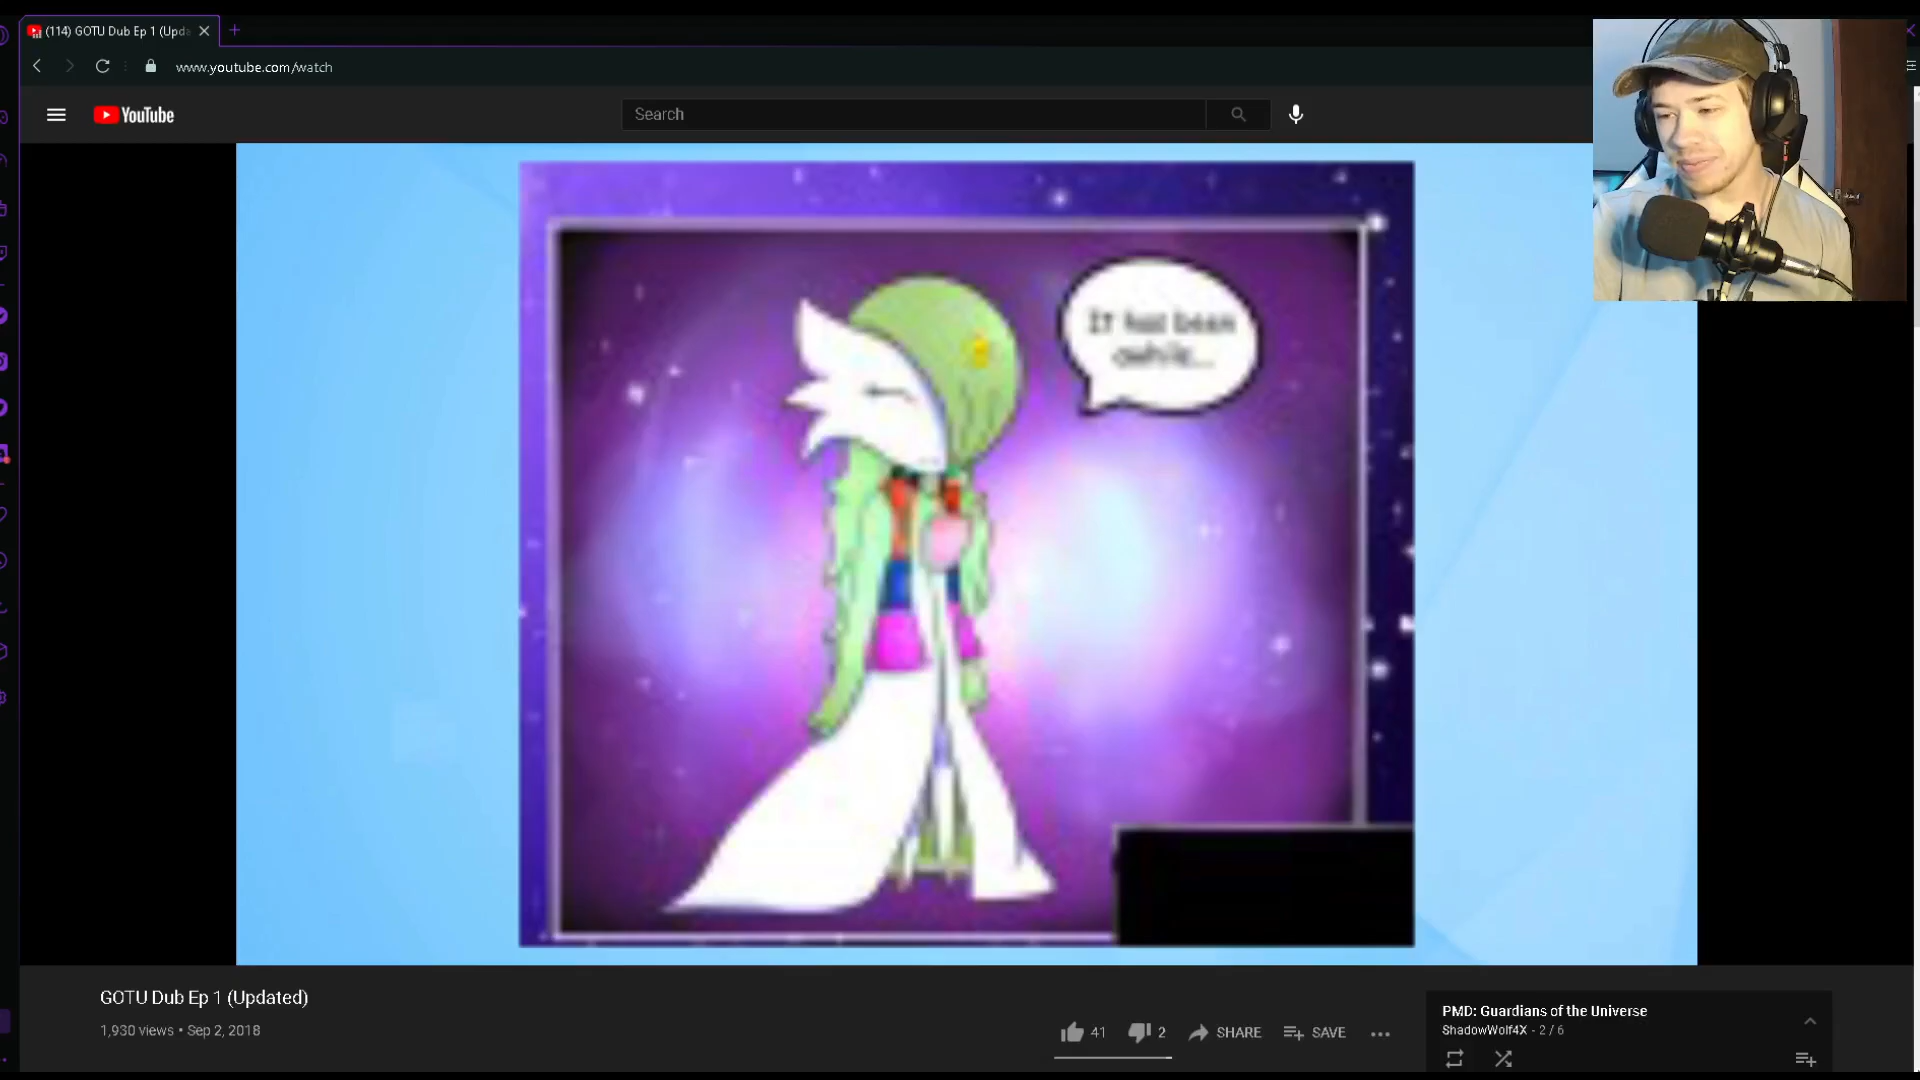 (114) GOTU Dub Ep 1 (Upda
www.youtube.com/watch
YouTube
Search
It has been
awhile...
GOTU Dub Ep 1 (Updated)
1,930 views • Sep 2, 2018
41
2
SHARE
SAVE
PMD: Guardians of the Universe
ShadowWolf4X - 2 / 6